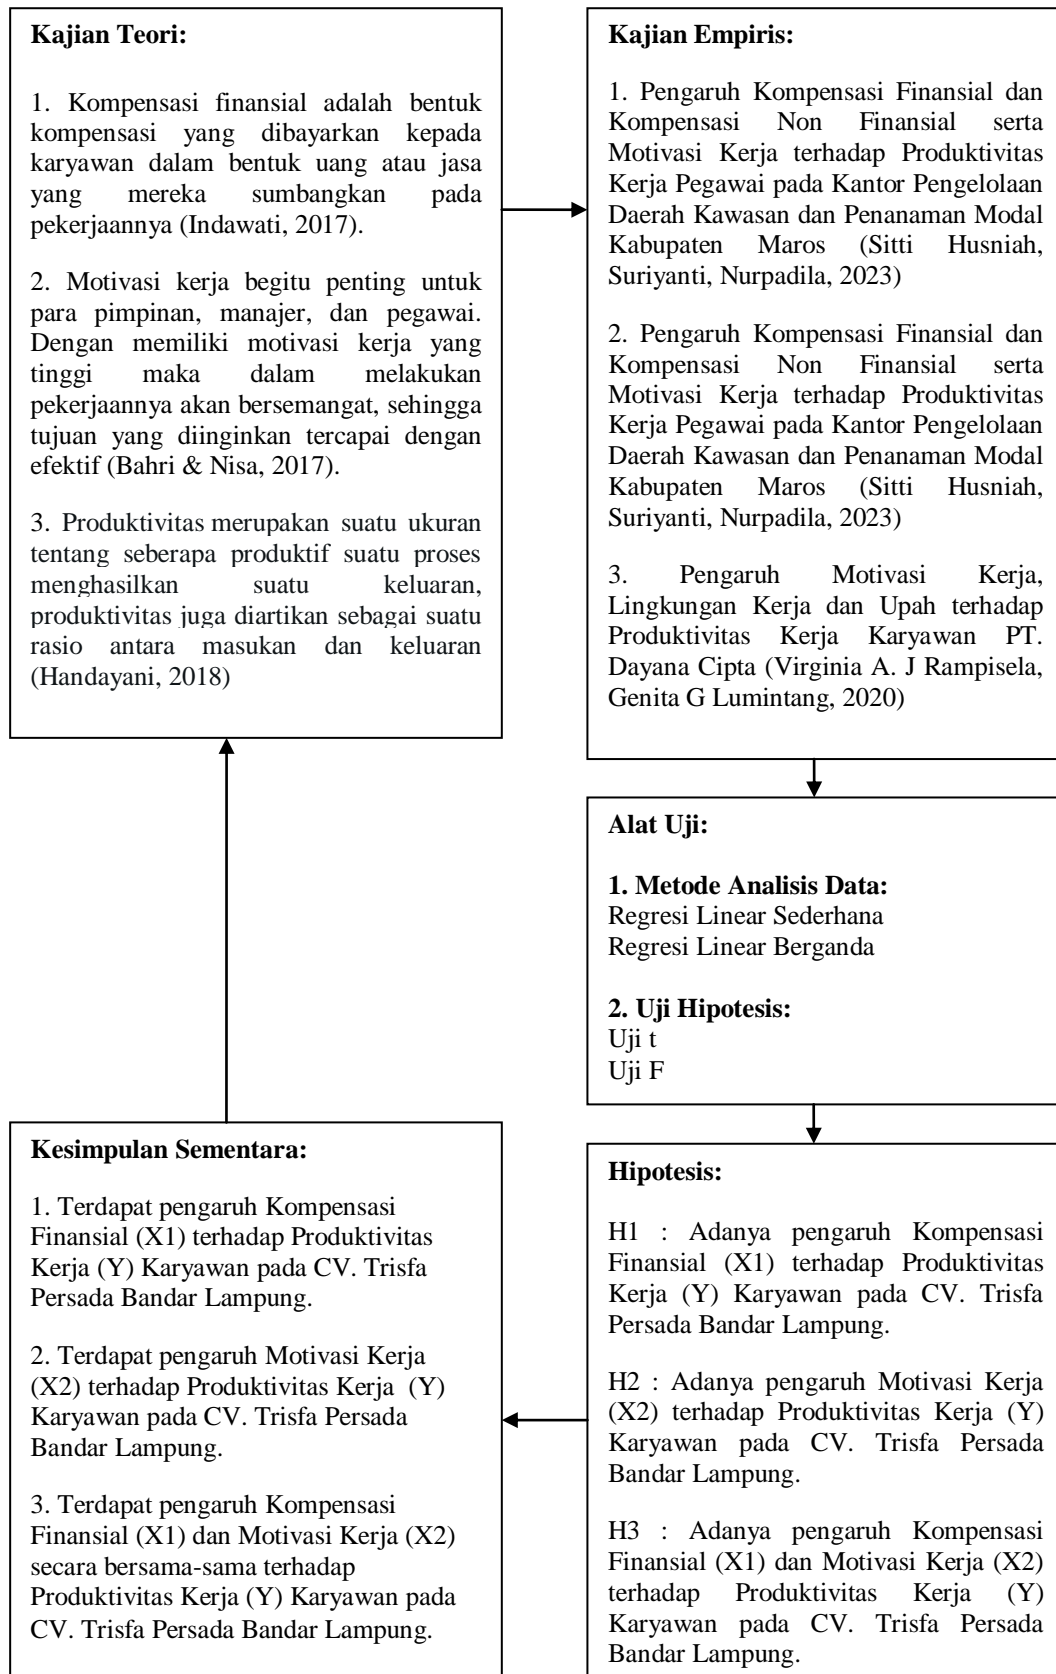 Kajian Teori:
1. Kompensasi finansial adalah bentuk
kompensasi yang dibayarkan kepada
karyawan dalam bentuk uang atau jasa
yang mereka sumbangkan pada
pekerjaannya (Indawati, 2017).
2. Motivasi kerja begitu penting untuk
para pimpinan, manajer, dan pegawai.
Dengan memiliki motivasi kerja yang
tinggi maka dalam melakukan
pekerjaannya akan bersemangat, sehingga
tujuan yang diinginkan tercapai dengan
efektif (Bahri & Nisa, 2017).
3. Produktivitas merupakan suatu ukuran
tentang seberapa produktif suatu proses
menghasilkan suatu keluaran,
produktivitas juga diartikan sebagai suatu
rasio antara masukan dan keluaran
(Handayani, 2018)
Kajian Empiris:
1. Pengaruh Kompensasi Finansial dan
Kompensasi Non Finansial serta
Motivasi Kerja terhadap Produktivitas
Kerja Pegawai pada Kantor Pengelolaan
Daerah Kawasan dan Penanaman Modal
Kabupaten Maros (Sitti Husniah,
Suriyanti, Nurpadila, 2023)
2. Pengaruh Kompensasi Finansial dan
Kompensasi Non Finansial serta
Motivasi Kerja terhadap Produktivitas
Kerja Pegawai pada Kantor Pengelolaan
Daerah Kawasan dan Penanaman Modal
Kabupaten Maros (Sitti Husniah,
Suriyanti, Nurpadila, 2023)
3. Pengaruh Motivasi Kerja,
Lingkungan Kerja dan Upah terhadap
Produktivitas Kerja Karyawan PT.
Dayana Cipta (Virginia A. J Rampisela,
Genita G Lumintang, 2020)
Alat Uji:
1. Metode Analisis Data:
Regresi Linear Sederhana
Regresi Linear Berganda
2. Uji Hipotesis:
Uji t
Uji F
Hipotesis:
H1 : Adanya pengaruh Kompensasi
Finansial (X1) terhadap Produktivitas
Kerja (Y) Karyawan pada CV. Trisfa
Persada Bandar Lampung.
H2 : Adanya pengaruh Motivasi Kerja
(X2) terhadap Produktivitas Kerja (Y)
Karyawan pada CV. Trisfa Persada
Bandar Lampung.
H3 : Adanya pengaruh Kompensasi
Finansial (X1) dan Motivasi Kerja (X2)
terhadap Produktivitas Kerja (Y)
Karyawan pada CV. Trisfa Persada
Bandar Lampung.
Kesimpulan Sementara:
1. Terdapat pengaruh Kompensasi
Finansial (X1) terhadap Produktivitas
Kerja (Y) Karyawan pada CV. Trisfa
Persada Bandar Lampung.
2. Terdapat pengaruh Motivasi Kerja
(X2) terhadap Produktivitas Kerja (Y)
Karyawan pada CV. Trisfa Persada
Bandar Lampung.
3. Terdapat pengaruh Kompensasi
Finansial (X1) dan Motivasi Kerja (X2)
secara bersama-sama terhadap
Produktivitas Kerja (Y) Karyawan pada
CV. Trisfa Persada Bandar Lampung.